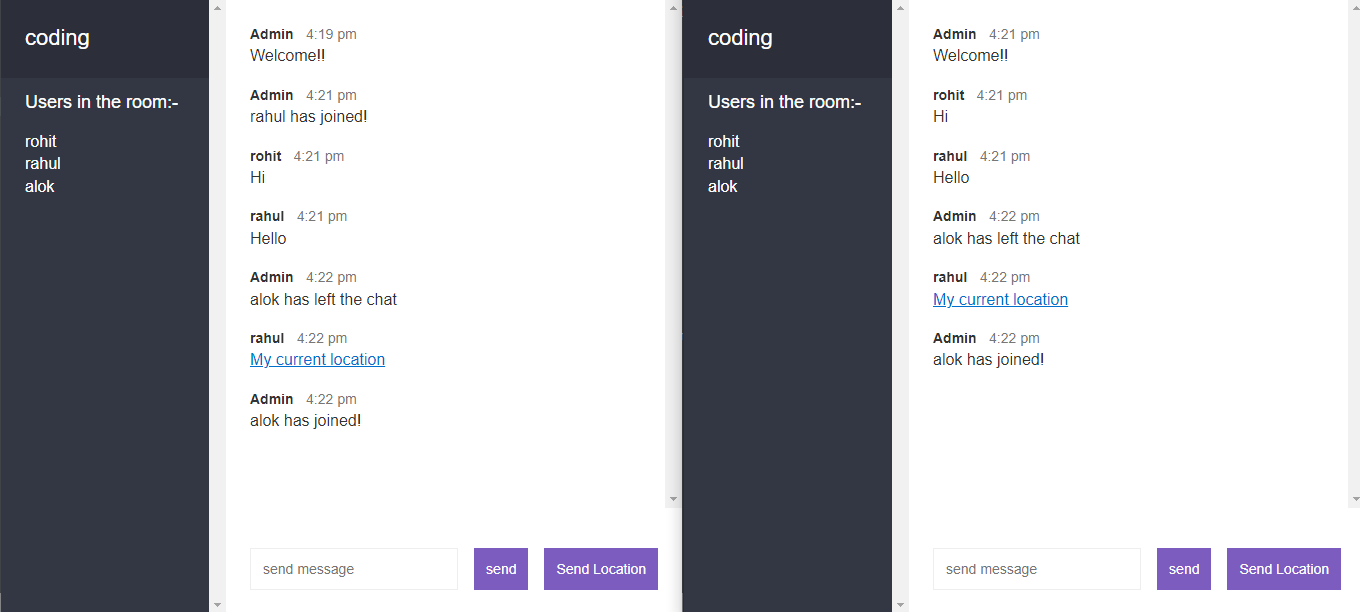 coding
Users in the room:-
rohit
rahul
alok
Admin 4:19 pm
Welcome!!
Admin 4:21 pm
rahul has joined!
rohit 4:21 pm
Hi
rahul 4:21 pm
Hello
Admin 4:22 pm
alok has left the chat
rahul 4:22 pm
My current location
Admin 4:22 pm
alok has joined!
send message
send
Send Location
coding
Users in the room:-
rohit
rahul
alok
Admin 4:21 pm
Welcome!!
rohit 4:21 pm
Hi
rahul 4:21 pm
Hello
Admin 4:22 pm
alok has left the chat
rahul 4:22 pm
My current location
Admin 4:22 pm
alok has joined!
send message
send
Send Location